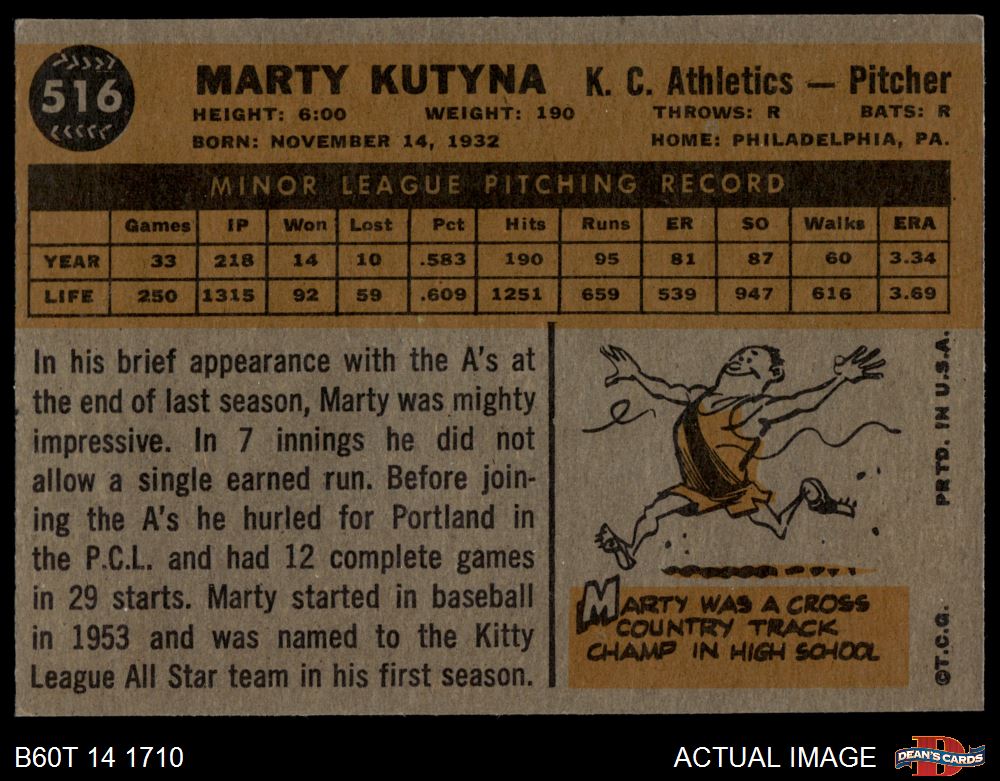 516
MARTY KUTYNA K. C. Athletics — Pitcher
HEIGHT: 6:00 WEIGHT: 190 THROWS: R BATS: R
BORN: NOVEMBER 14, 1932 HOME: PHILADELPHIA, PA.
MINOR LEAGUE PITCHING RECORD
Games IP Won Lost Pct Hits Runs ER SO Walks ERA
YEAR 33 218 14 10 .583 190 95 81 87 60 3.34
LIFE 250 1315 92 59 .609 1251 659 539 947 616 3.69
In his brief appearance with the A's at
the end of last season, Marty was mighty
impressive. In 7 innings he did not
allow a single earned run. Before join-
ing the A's he hurled for Portland in
the P.C.L. and had 12 complete games
in 29 starts. Marty started in baseball
in 1953 and was named to the Kitty
League All Star team in his first season.
MARTY WAS A CROSS
COUNTRY TRACK
CHAMP IN HIGH SCHOOL
©T.C.G. PRTD. IN U.S.A.
B60T 14 1710 ACTUAL IMAGE
D
DEAN'S CARDS